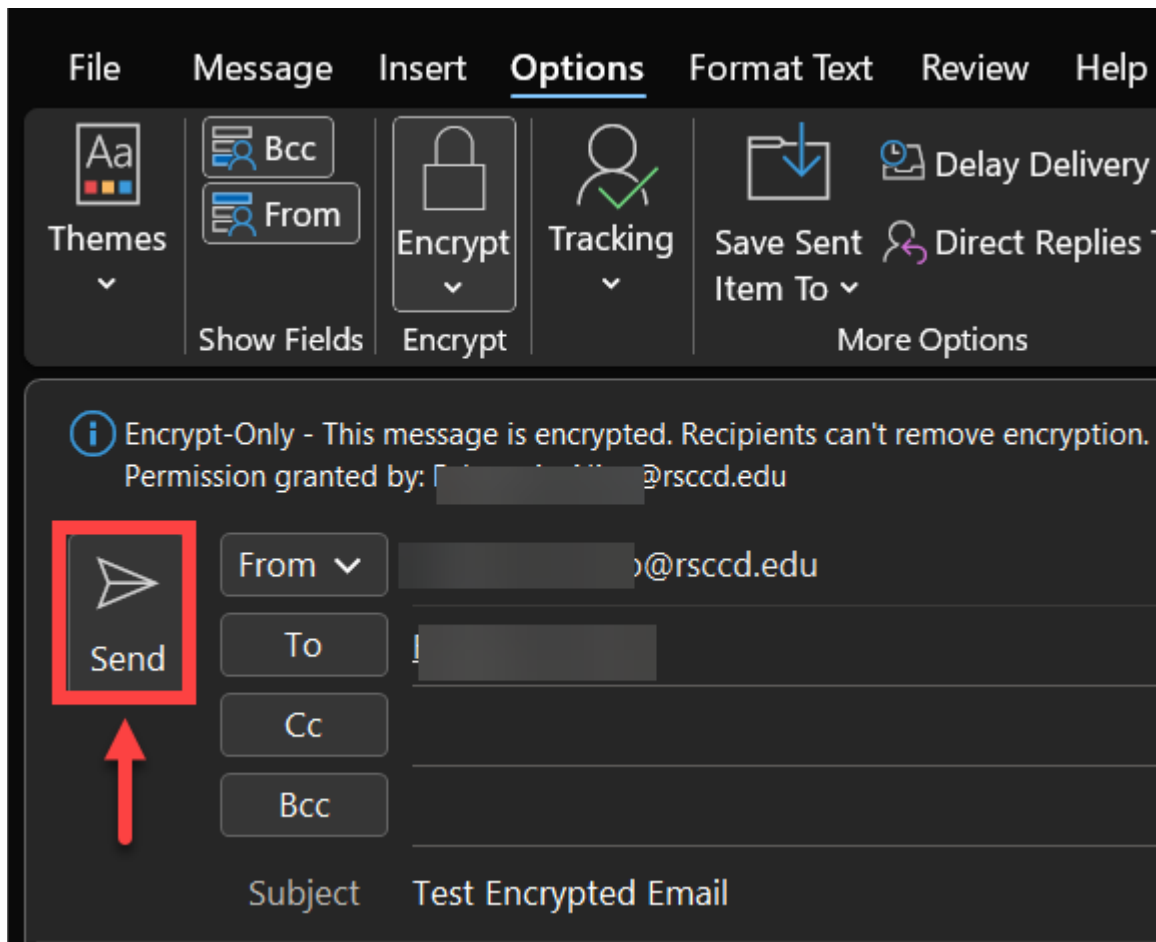 File Message Insert Options Format Text Review Help
Bcc
Delay Delivery
From
Themes
Encrypt
Tracking
Save Sent
Item To
Direct Replies
Show Fields
Encrypt
More Options
Encrypt-Only - This message is encrypted. Recipients can't remove encryption.
Permission granted by: @rsccd.edu
From @rsccd.edu
Send
To
Cc
Bcc
Subject Test Encrypted Email